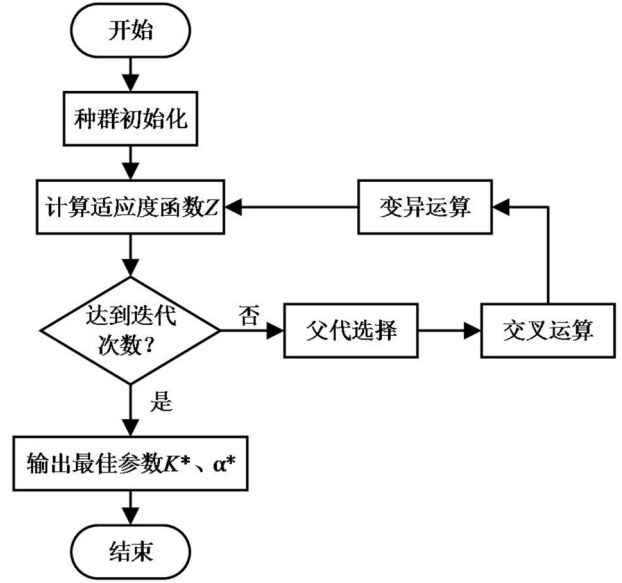 开始
种群初始化
计算适应度函数Z
变异运算
达到迭代
次数？
否
父代选择
交叉运算
是
输出最佳参数K*、α*
结束